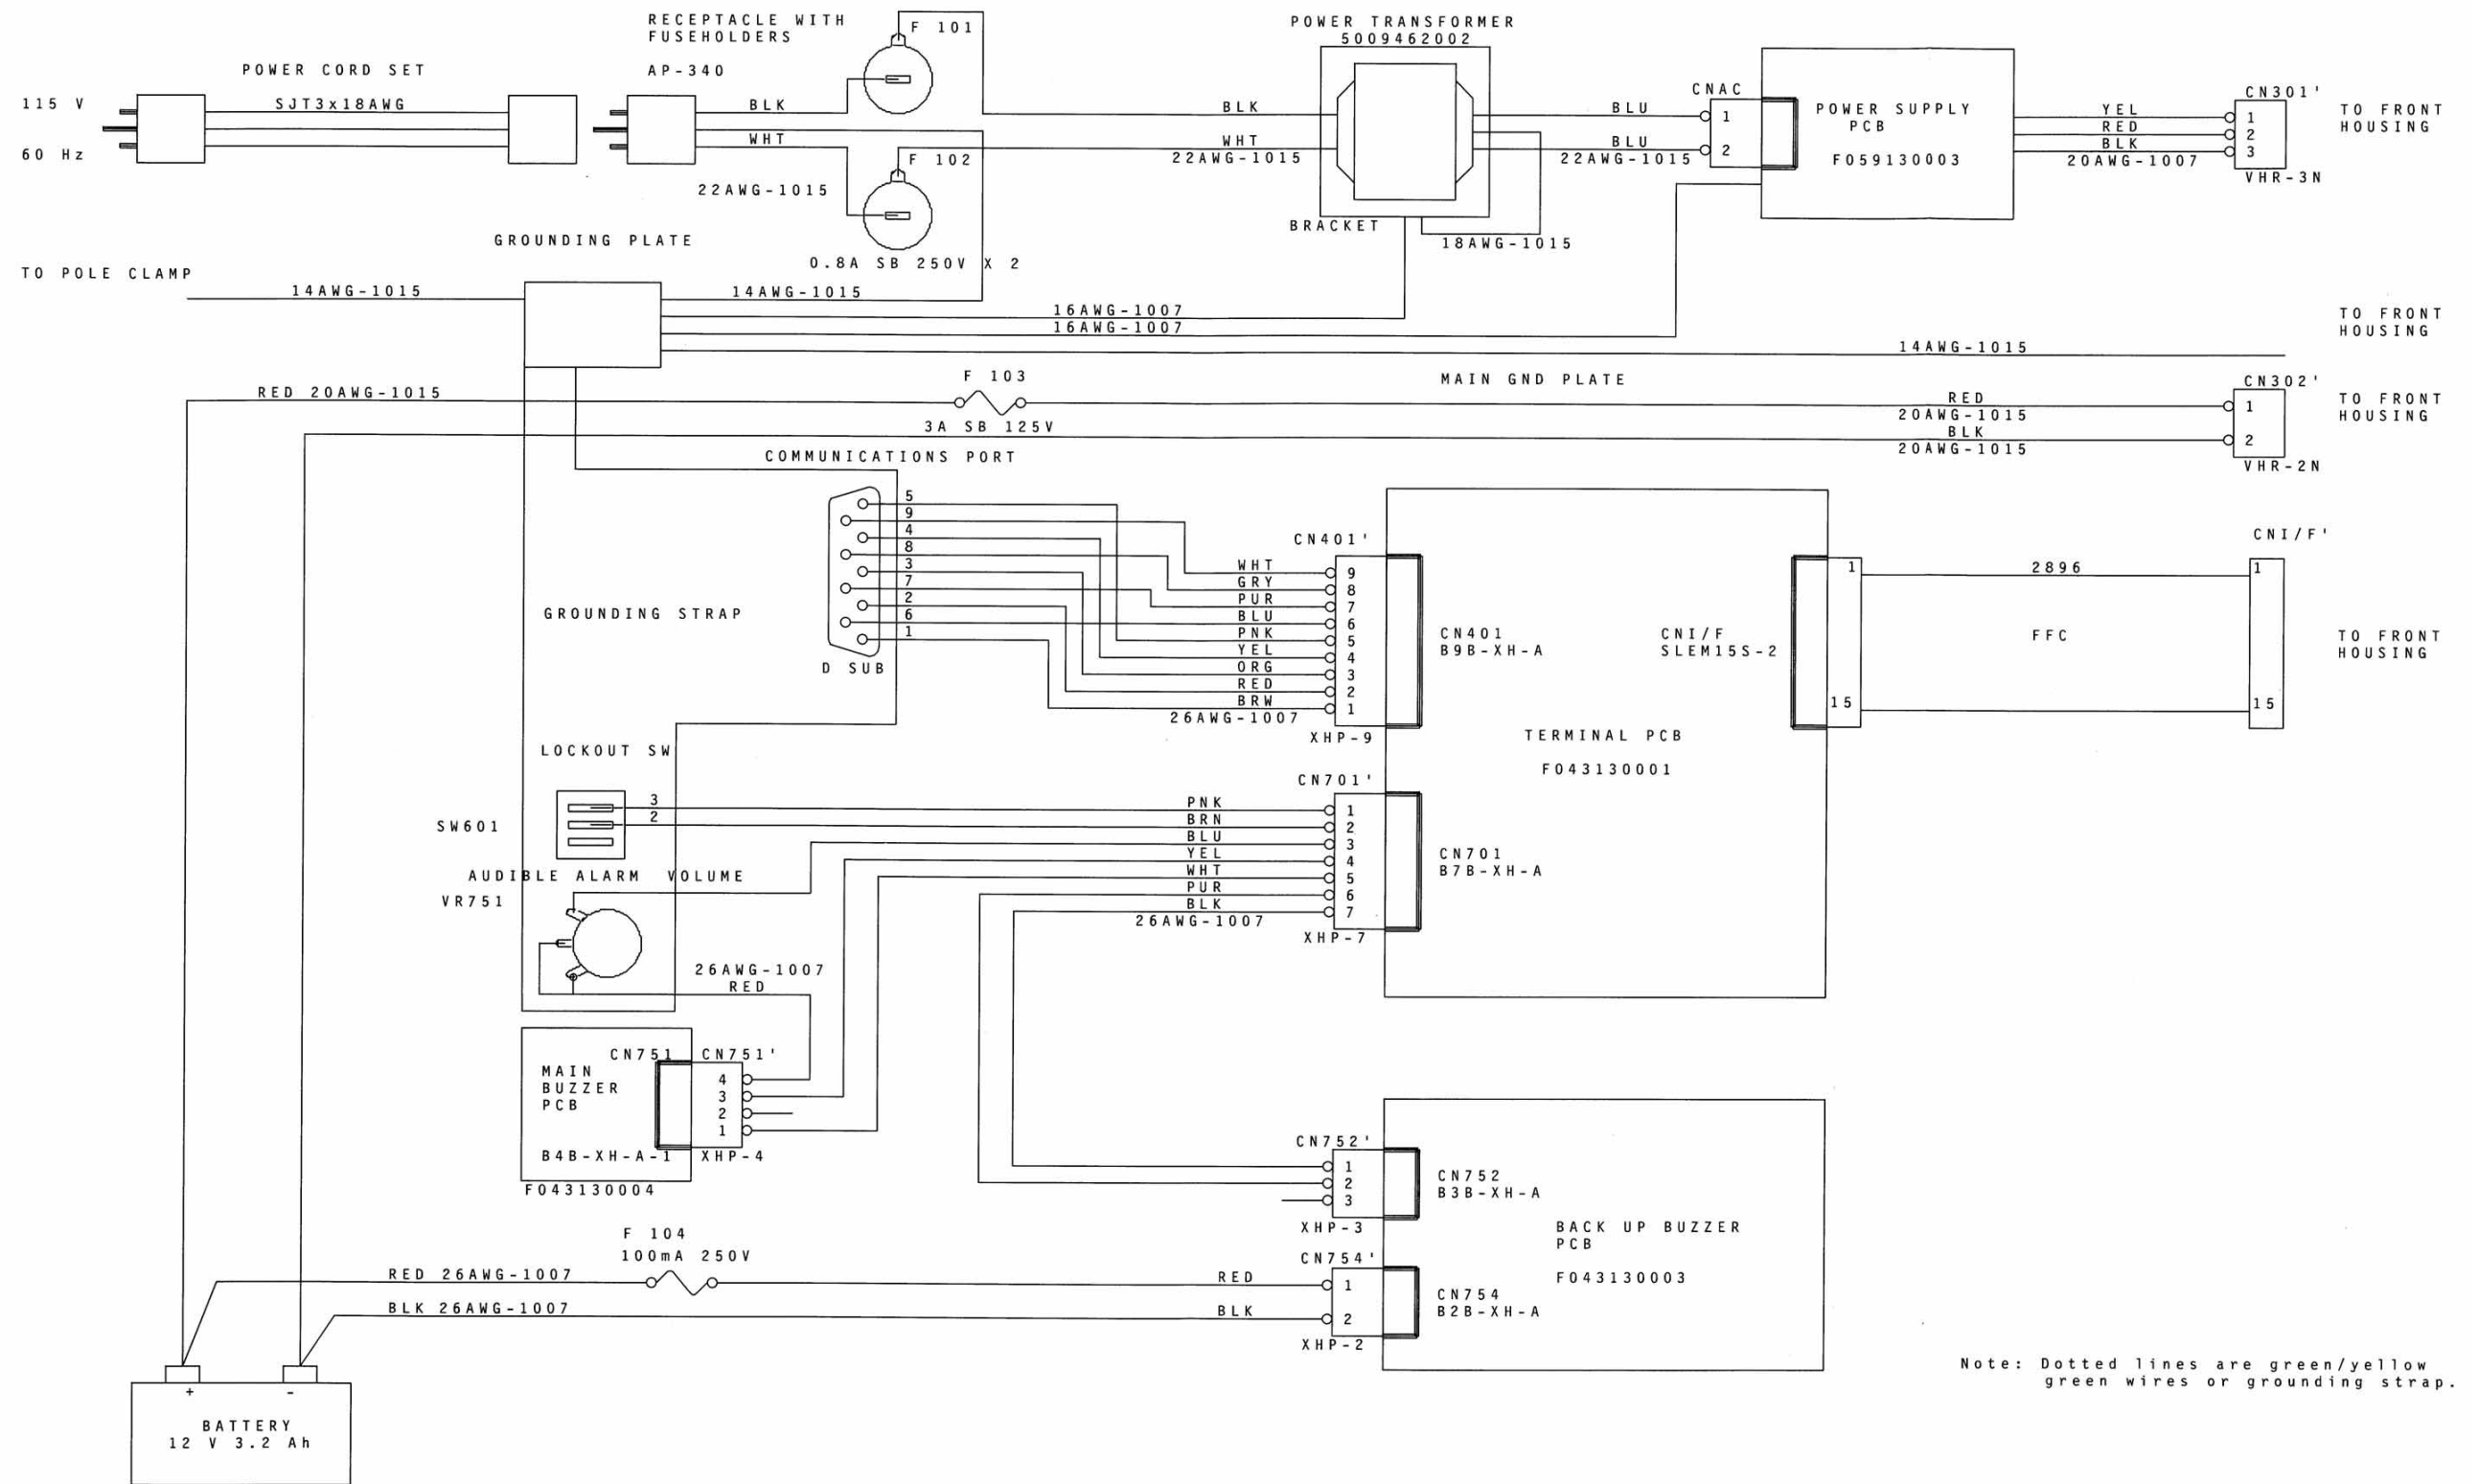 RECEPTACLE WITH
FUSEHOLDERS
AP-340
F 101
POWER TRANSFORMER
5009462002
POWER CORD SET
115 V
60 Hz
SJT3x18AWG
BLK
WHT
22AWG-1015
F 102
0.8A SB 250V X 2
BLK
WHT
22AWG-1015
BRACKET
18AWG-1015
BLU
BLU
22AWG-1015
CNAC
1
2
POWER SUPPLY
PCB
F059130003
YEL
RED
BLK
20AWG-1007
CN301'
1
2
3
VHR-3N
TO FRONT
HOUSING
GROUNDING PLATE
TO POLE CLAMP
14AWG-1015
14AWG-1015
16AWG-1007
16AWG-1007
14AWG-1015
TO FRONT
HOUSING
RED 20AWG-1015
F 103
3A SB 125V
MAIN GND PLATE
RED
20AWG-1015
BLK
20AWG-1015
CN302'
1
2
VHR-2N
TO FRONT
HOUSING
COMMUNICATIONS PORT
5
9
4
8
3
7
2
6
1
D SUB
GROUNDING STRAP
WHT
GRY
PUR
BLU
PNK
YEL
ORG
RED
BRW
26AWG-1007
CN401'
9
8
7
6
5
4
3
2
1
XHP-9
CN401
B9B-XH-A
CNI/F
SLEM15S-2
1
15
2896
FFC
CNI/F'
1
15
TO FRONT
HOUSING
TERMINAL PCB
F043130001
LOCKOUT SW
SW601
3
2
PNK
BRN
BLU
YEL
WHT
PUR
BLK
26AWG-1007
CN701'
1
2
3
4
5
6
7
XHP-7
CN701
B7B-XH-A
AUDIBLE ALARM VOLUME
VR751
26AWG-1007
RED
CN751
CN751'
MAIN
BUZZER
PCB
4
3
2
1
B4B-XH-A-1
XHP-4
F043130004
CN752'
1
2
3
XHP-3
CN752
B3B-XH-A
BACK UP BUZZER
PCB
F043130003
F 104
100mA 250V
RED 26AWG-1007
RED
BLK 26AWG-1007
BLK
CN754'
1
2
XHP-2
CN754
B2B-XH-A
+
-
BATTERY
12 V 3.2 Ah
Note: Dotted lines are green/yellow
green wires or grounding strap.